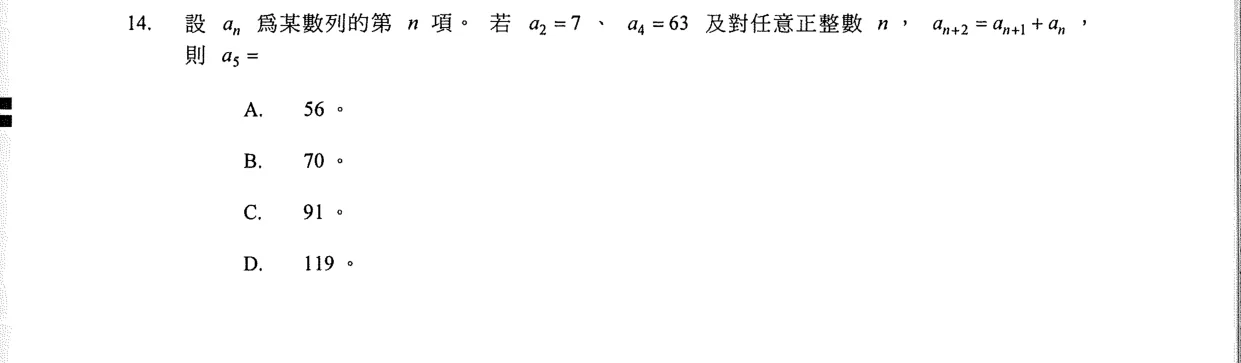 14. 設 aₙ 爲某數列的第 n 項。 若 a₂ = 7 、 a₄ = 63 及對任意正整數 n ， aₙ₊₂ = aₙ₊₁ + aₙ ，
則 a₅ =
A. 56 。
B. 70 。
C. 91 。
D. 119 。